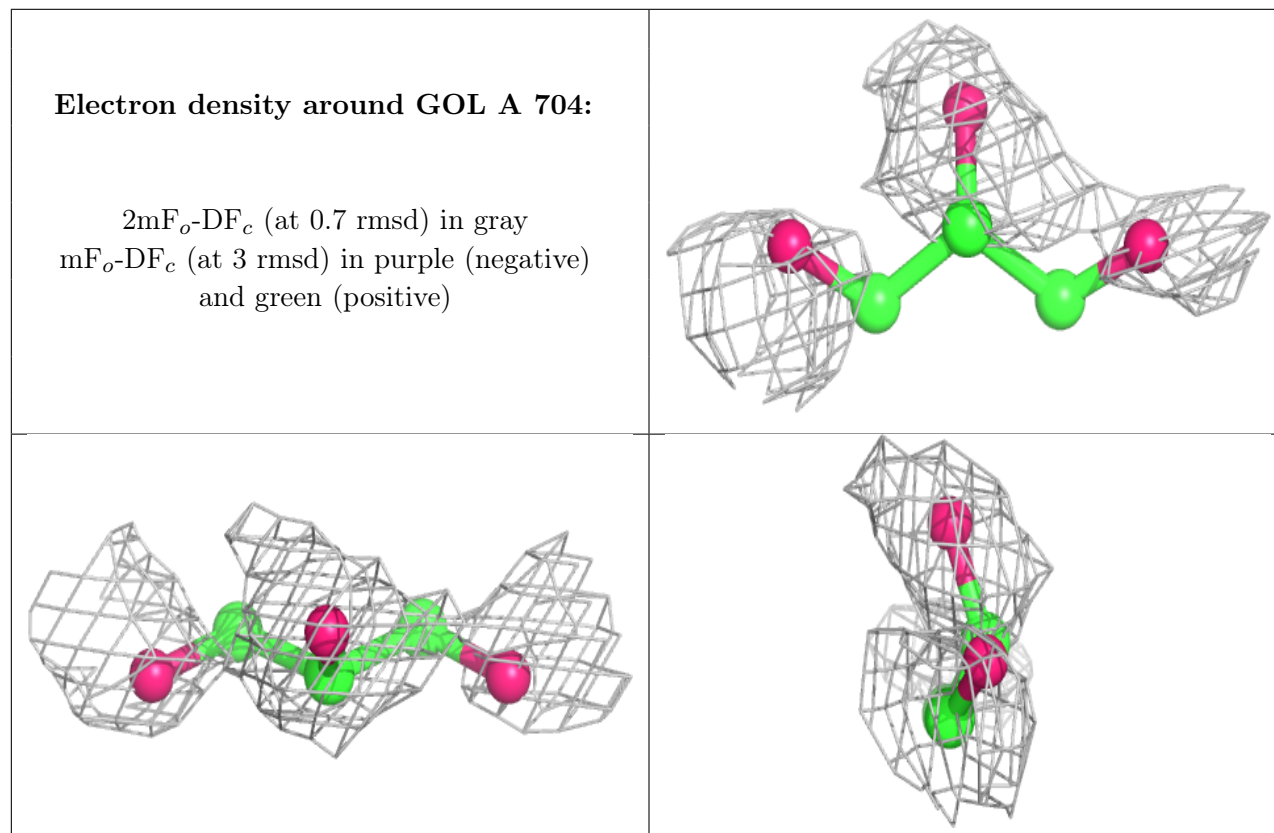 Electron density around GOL A 704:
2mFo-DFc (at 0.7 rmsd) in gray
mFo-DFc (at 3 rmsd) in purple (negative)
and green (positive)